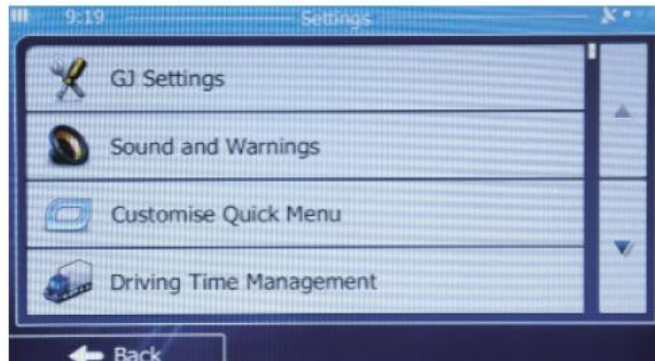 9:19
Settings
GJ Settings
Sound and Warnings
Customise Quick Menu
Driving Time Management
Back